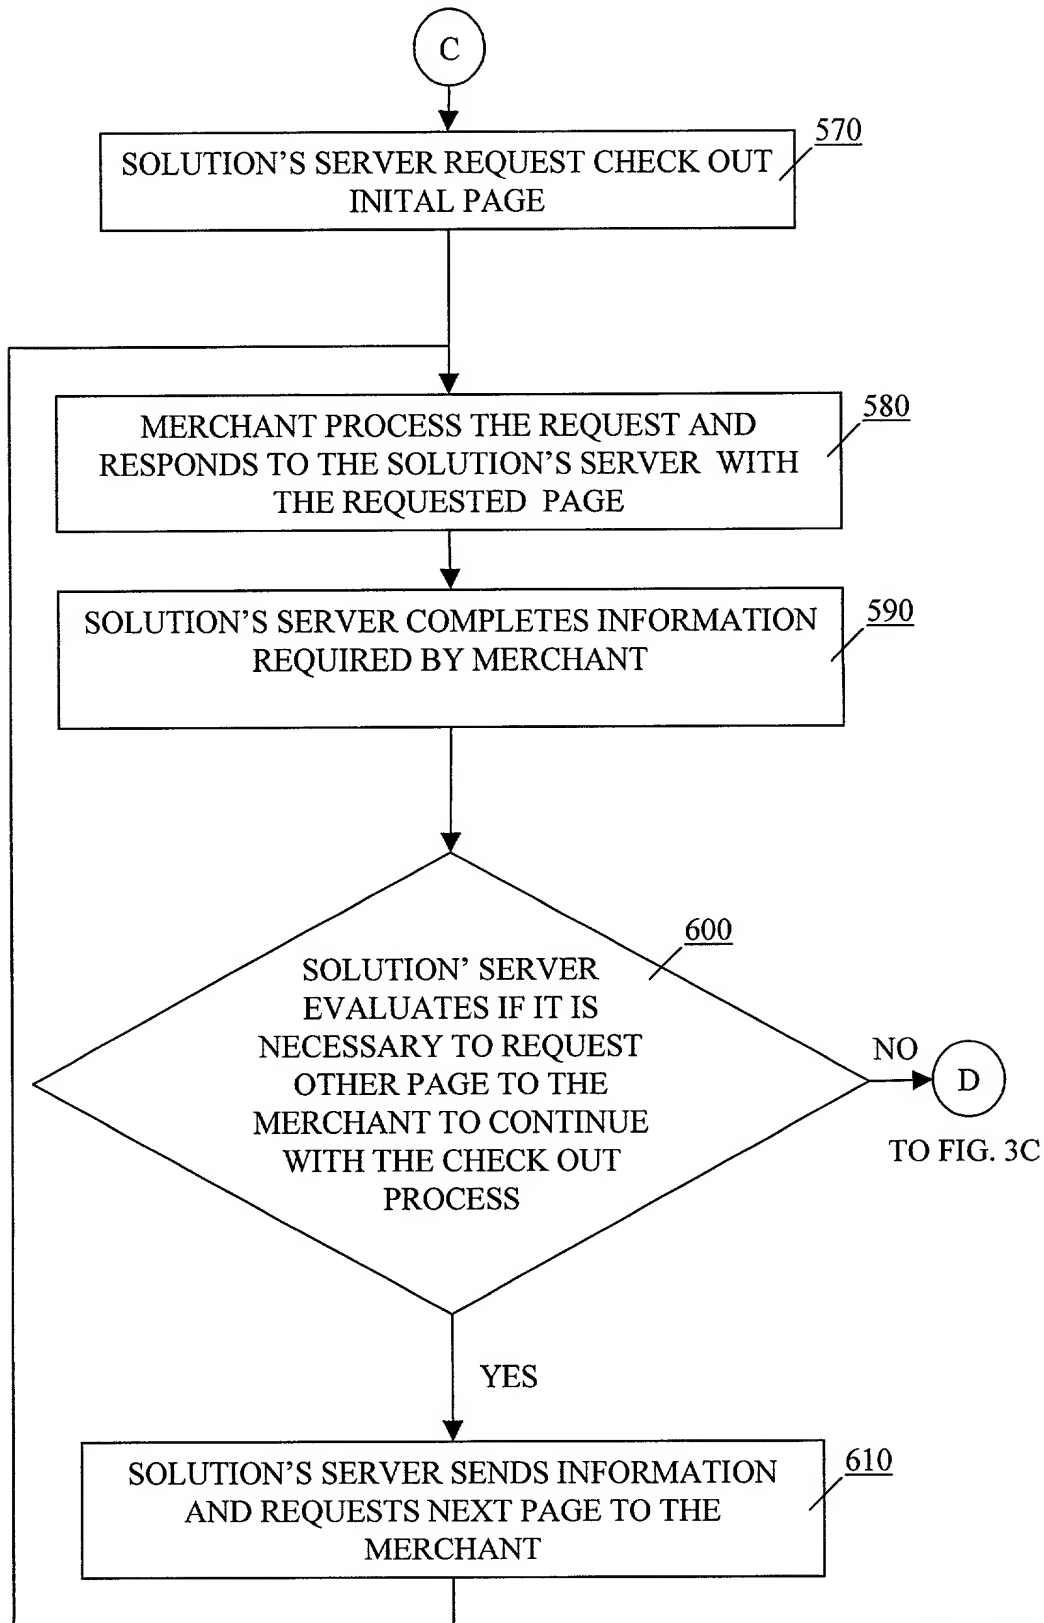 C
570
SOLUTION'S SERVER REQUEST CHECK OUT
INITAL PAGE
580
MERCHANT PROCESS THE REQUEST AND
RESPONDS TO THE SOLUTION'S SERVER WITH
THE REQUESTED PAGE
590
SOLUTION'S SERVER COMPLETES INFORMATION
REQUIRED BY MERCHANT
600
SOLUTION' SERVER
EVALUATES IF IT IS
NECESSARY TO REQUEST
OTHER PAGE TO THE
MERCHANT TO CONTINUE
WITH THE CHECK OUT
PROCESS
NO
D
TO FIG. 3C
YES
610
SOLUTION'S SERVER SENDS INFORMATION
AND REQUESTS NEXT PAGE TO THE
MERCHANT